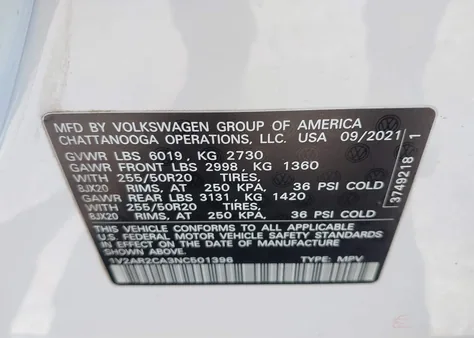 MFD BY VOLKSWAGEN GROUP OF AMERICA
CHATTANOOGA OPERATIONS, LLC. USA 09/2021
GVWR LBS 6019, KG 2730
GAWR FRONT LBS 2998, KG 1360
WITH 255/50R20 TIRES,
8JX20 RIMS, AT 250 KPA, 36 PSI COLD
GAWR REAR LBS 3131, KG 1420
WITH 255/50R20 TIRES,
8JX20 RIMS, AT 250 KPA, 36 PSI COLD
THIS VEHICLE CONFORMS TO ALL APPLICABLE
U.S. FEDERAL MOTOR VEHICLE SAFETY STANDARDS
IN EFFECT ON THE DATE OF MANUFACTURE
SHOWN ABOVE.
1V2AR2CA3NC501396 TYPE: MPV
3749218 1